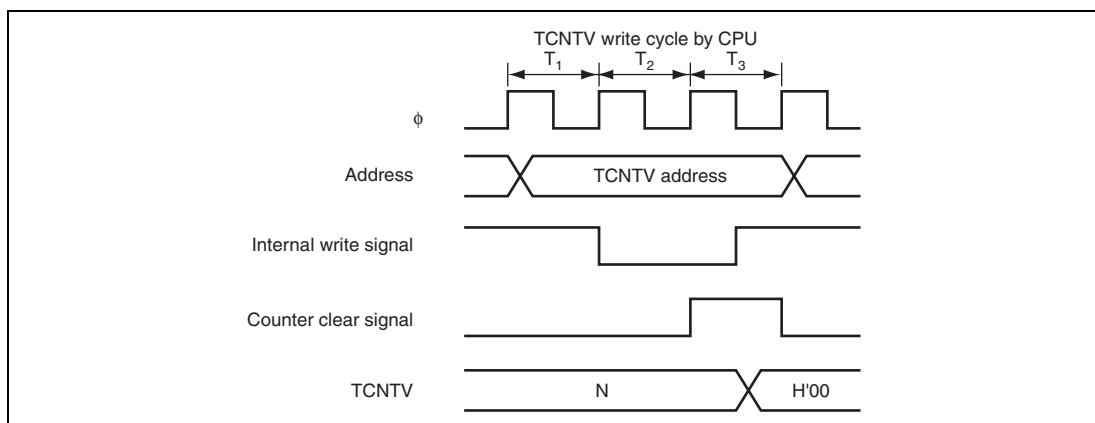 TCNTV write cycle by CPU
T1 T2 T3
φ
Address
TCNTV address
Internal write signal
Counter clear signal
TCNTV
N
H'00